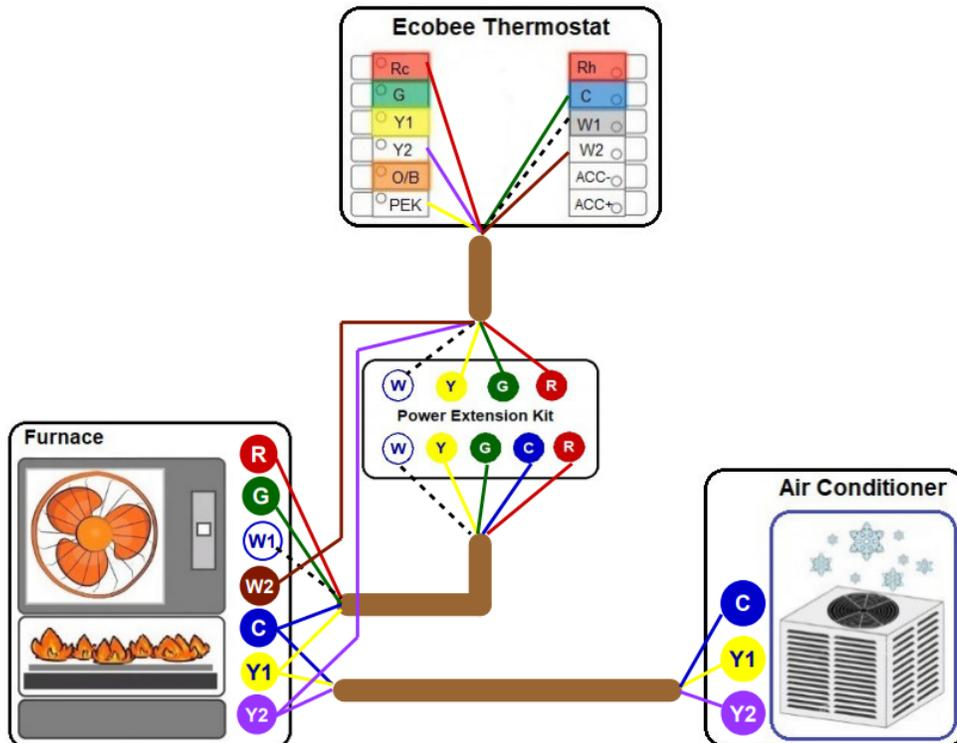 Ecobee Thermostat
Rc
G
Y1
Y2
O/B
PEK
Rh
C
W1
W2
ACC-
ACC+
W Y G R
Power Extension Kit
W Y G C R
Furnace
R
G
W1
W2
C
Y1
Y2
Air Conditioner
C
Y1
Y2